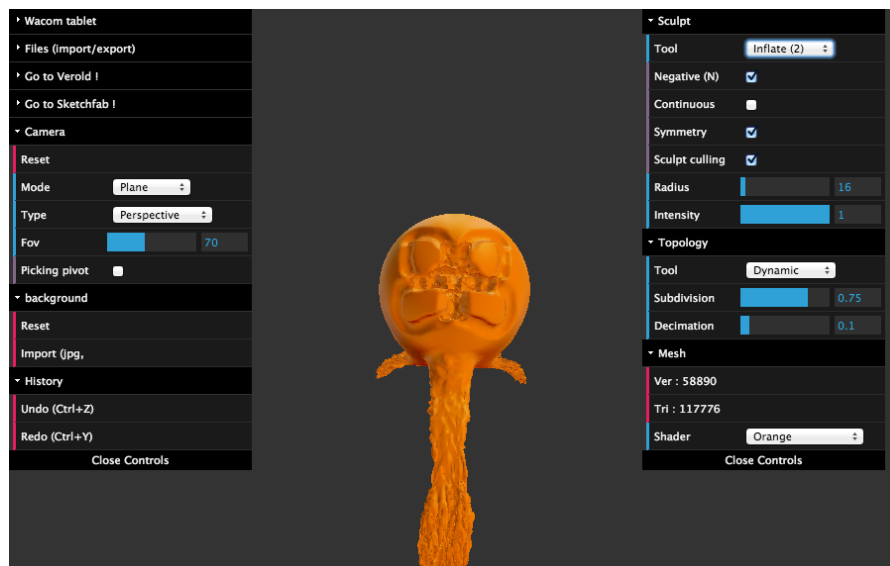 Wacom tablet
Files (import/export)
Go to Verold !
Go to Sketchfab !
Camera
Reset
Mode Plane
Type Perspective
Fov 70
Picking pivot
background
Reset
Import (jpg,
History
Undo (Ctrl+Z)
Redo (Ctrl+Y)
Close Controls
Sculpt
Tool Inflate (2)
Negative (N)
Continuous
Symmetry
Sculpt culling
Radius 16
Intensity 1
Topology
Tool Dynamic
Subdivision 0.75
Decimation 0.1
Mesh
Ver : 58890
Tri : 117776
Shader Orange
Close Controls